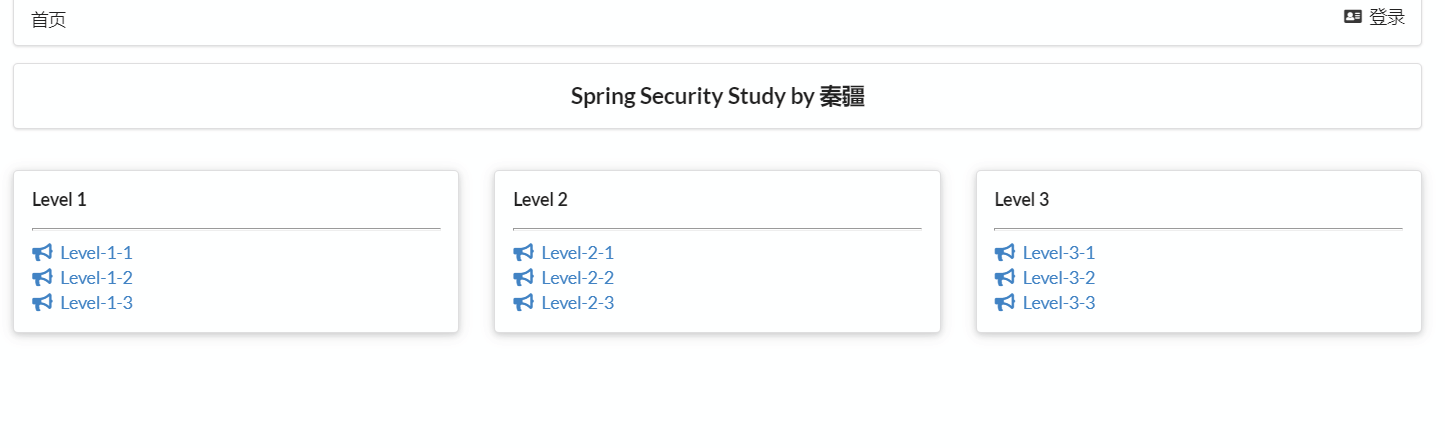 首页
登录
Spring Security Study by 秦疆
Level 1
Level-1-1
Level-1-2
Level-1-3
Level 2
Level-2-1
Level-2-2
Level-2-3
Level 3
Level-3-1
Level-3-2
Level-3-3